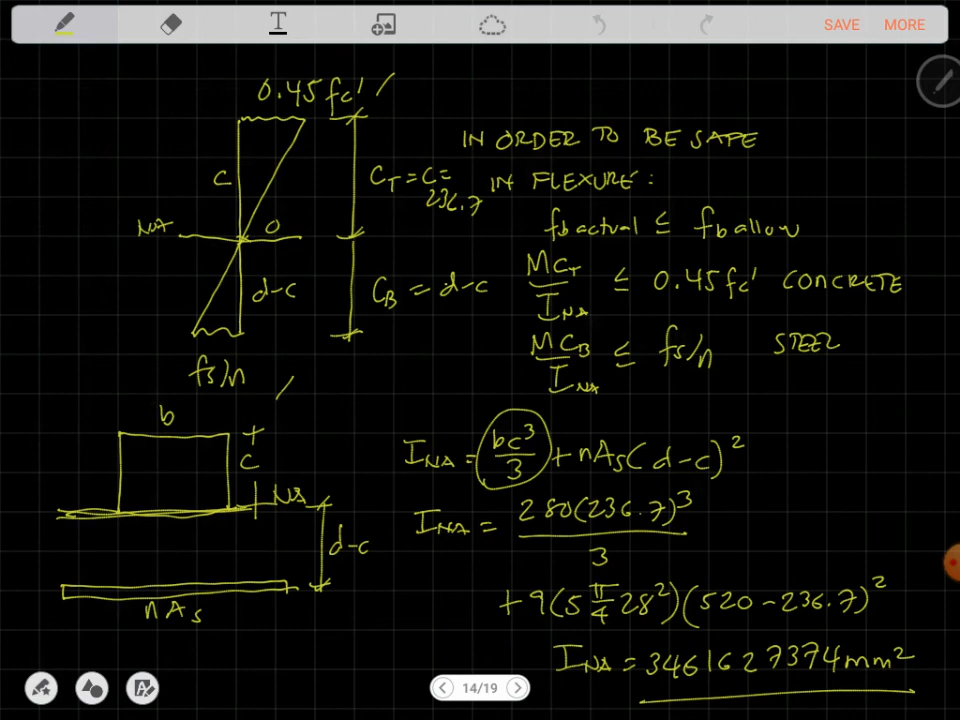 SAVE MORE
0.45 fc'
IN ORDER TO BE SAFE
C
CT = C =
236.7
IN FLEXURE:
NA
0
fb actual ≤ fb allow
d-c
CB = d-c
MCT/INA ≤ 0.45fc' CONCRETE
MCB/INA ≤ fs/n STEEL
fs/n
b
C
INA = bc³/3 + nAs(d-c)²
NA
INA = 280(236.7)³/3
d-c
+ 9(5 π/4 28²)(520-236.7)²
nAs
INA = 3461627374mm²
14/19